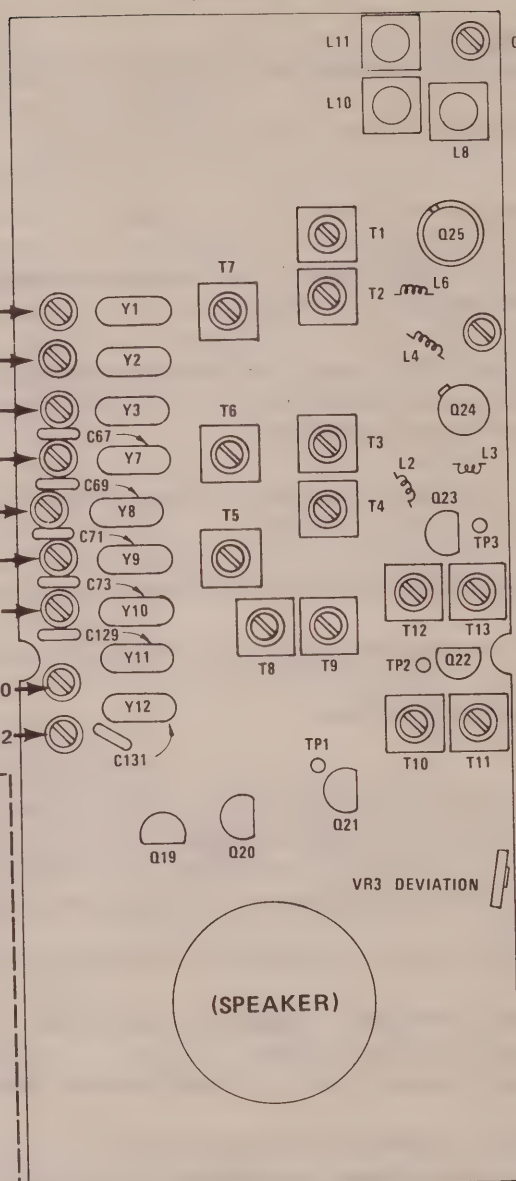 L11
C
L10
L8
T1
Q25
T7
T2
L6
Y1
L4
Y2
Y3
T6
Q24
C67
T3
Y7
L2
L3
C69
Q23
Y8
T5
T4
C71
TP3
Y9
C73
Y10
T12
T13
C129
T8
T9
Q22
Y11
TP2
0
Y12
2
TP1
T10
T11
C131
Q21
Q19
Q20
VR3 DEVIATION
(SPEAKER)